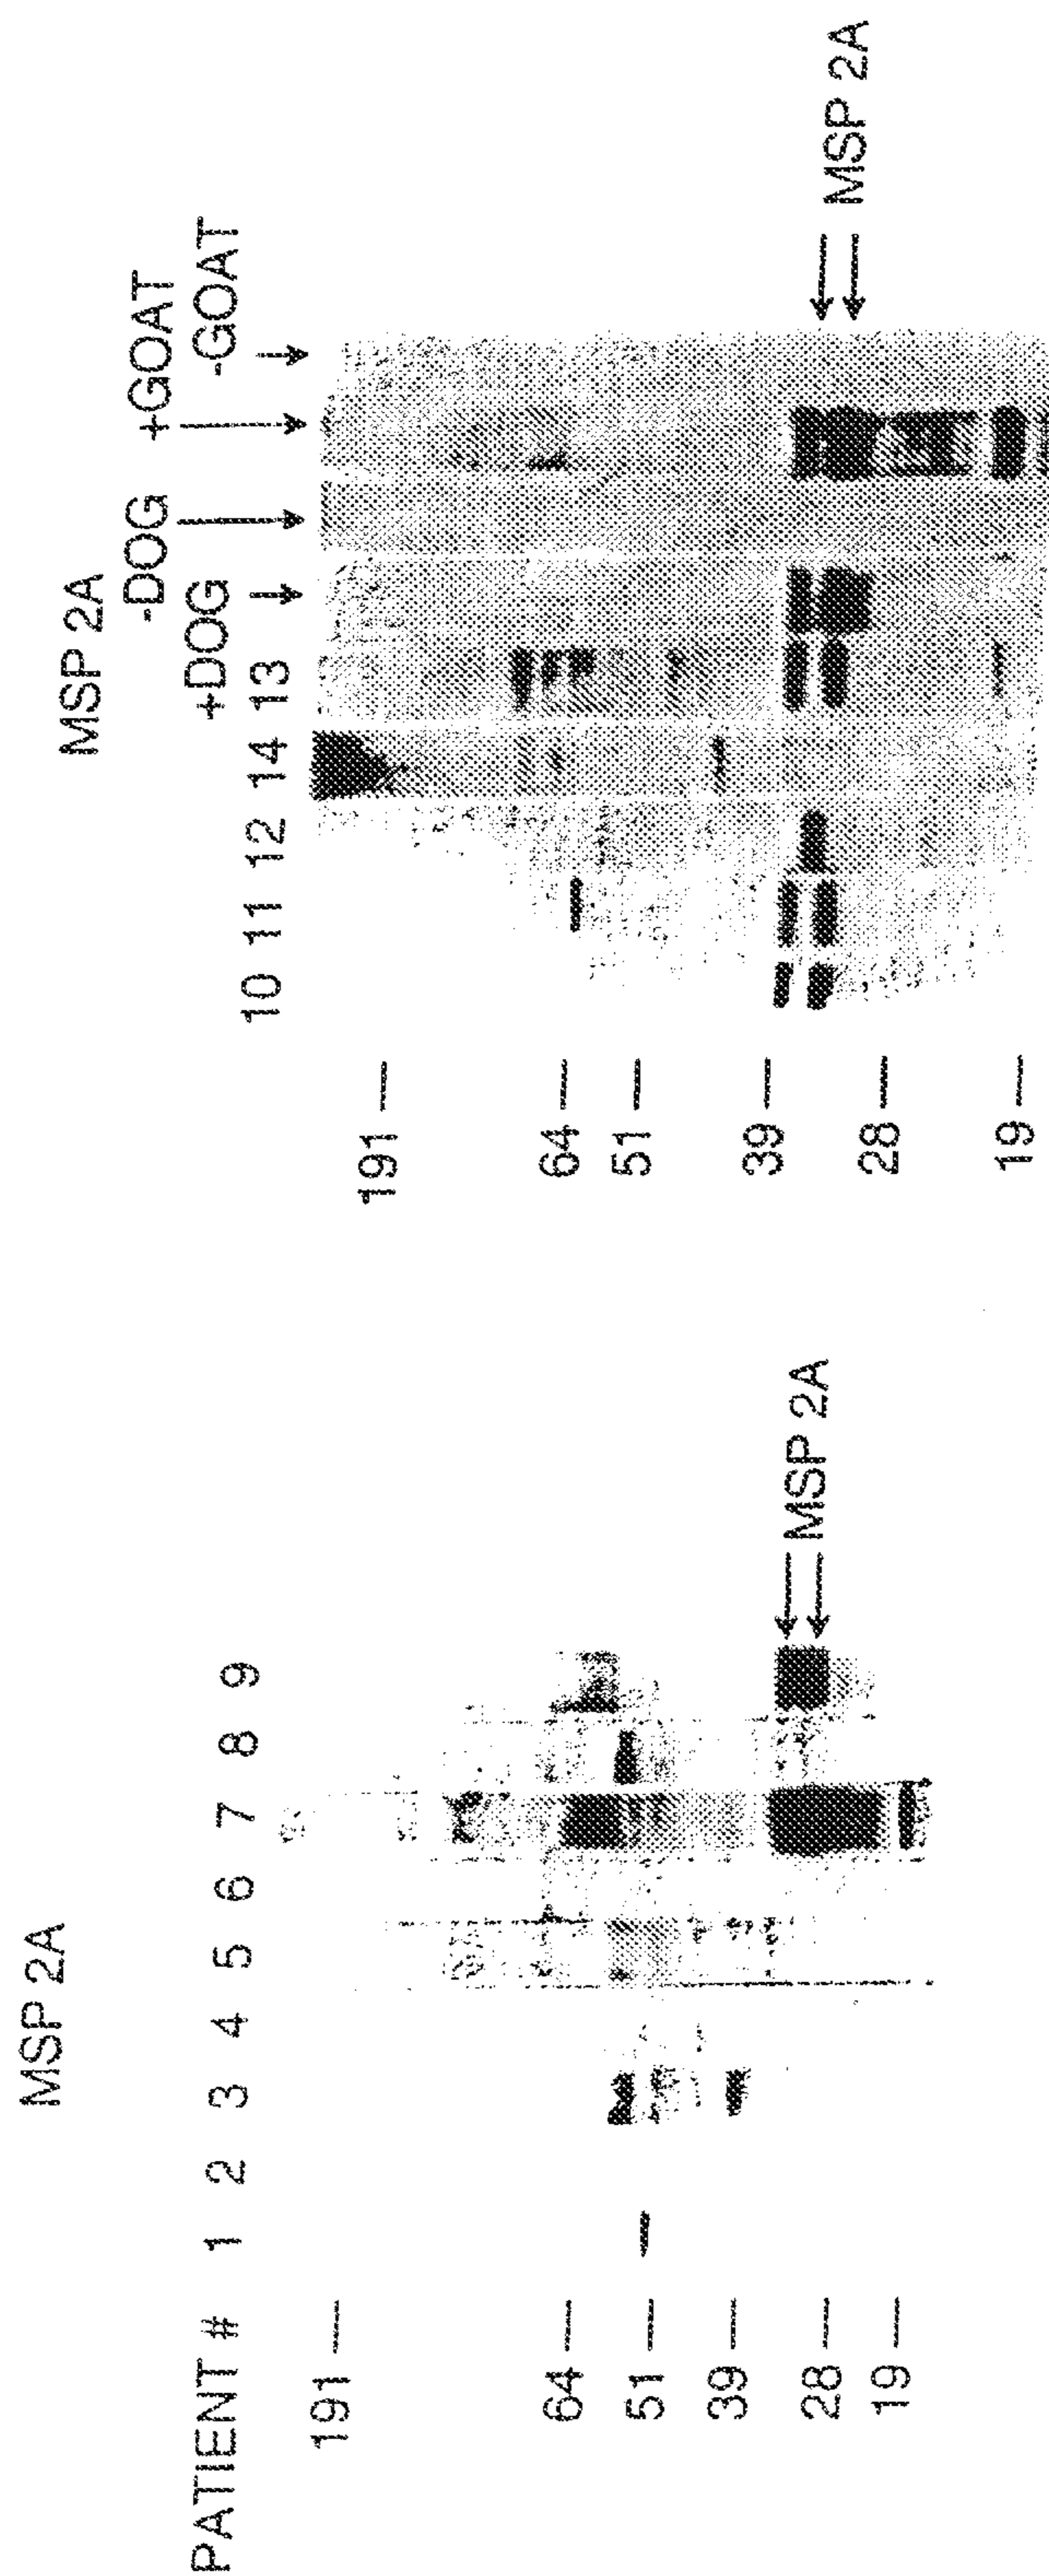 MSP 2A
PATIENT # 1 2 3 4 5 6 7 8 9
191
64
51
39
28
19
MSP 2A
MSP 2A
-DOG +GOAT
+DOG -GOAT
10 11 12 14 13
191
64
51
39
28
19
MSP 2A